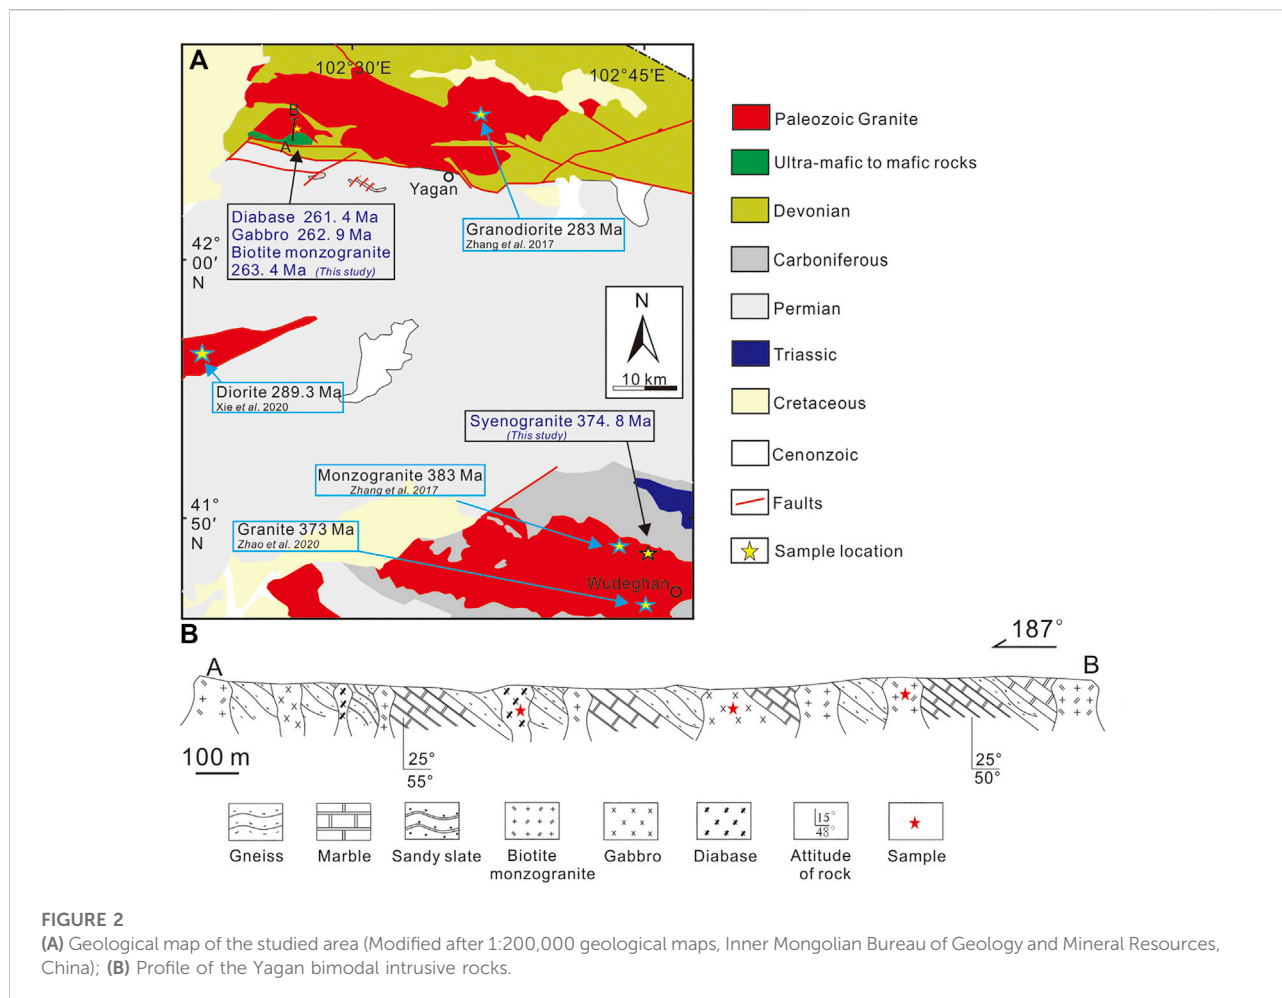 A
102°30′E
102°45′E
B
A
Yagan
Diabase 261. 4 Ma
Gabbro 262. 9 Ma
Biotite monzogranite
263. 4 Ma (This study)
Granodiorite 283 Ma
Zhang et al. 2017
42°
00′
N
N
10 km
Diorite 289.3 Ma
Xie et al. 2020
Syenogranite 374. 8 Ma
(This study)
Monzogranite 383 Ma
Zhang et al. 2017
41°
50′
N
Granite 373 Ma
Zhao et al. 2020
Wudeghan
Paleozoic Granite
Ultra-mafic to mafic rocks
Devonian
Carboniferous
Permian
Triassic
Cretaceous
Cenonzoic
Faults
Sample location
B
187°
A
B
100 m
25°
55°
25°
50°
15°
48°
Gneiss
Marble
Sandy slate
Biotite
monzogranite
Gabbro
Diabase
Attitude
of rock
Sample
FIGURE 2
(A) Geological map of the studied area (Modified after 1:200,000 geological maps, Inner Mongolian Bureau of Geology and Mineral Resources,
China); (B) Profile of the Yagan bimodal intrusive rocks.